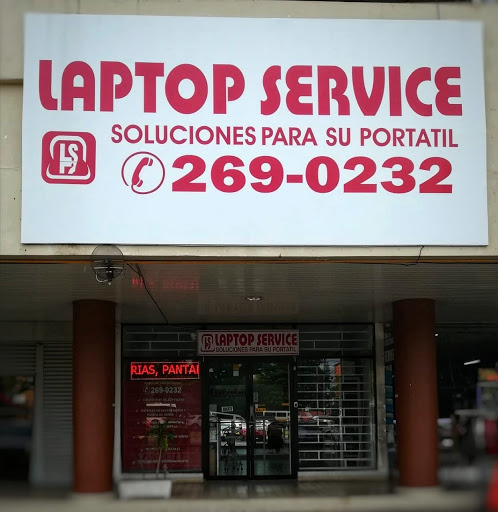 LAPTOP SERVICE
LS
SOLUCIONES PARA SU PORTATIL
269-0232
LS LAPTOP SERVICE
SOLUCIONES PARA SU PORTATIL
RIAS, PANTAL
269-0232